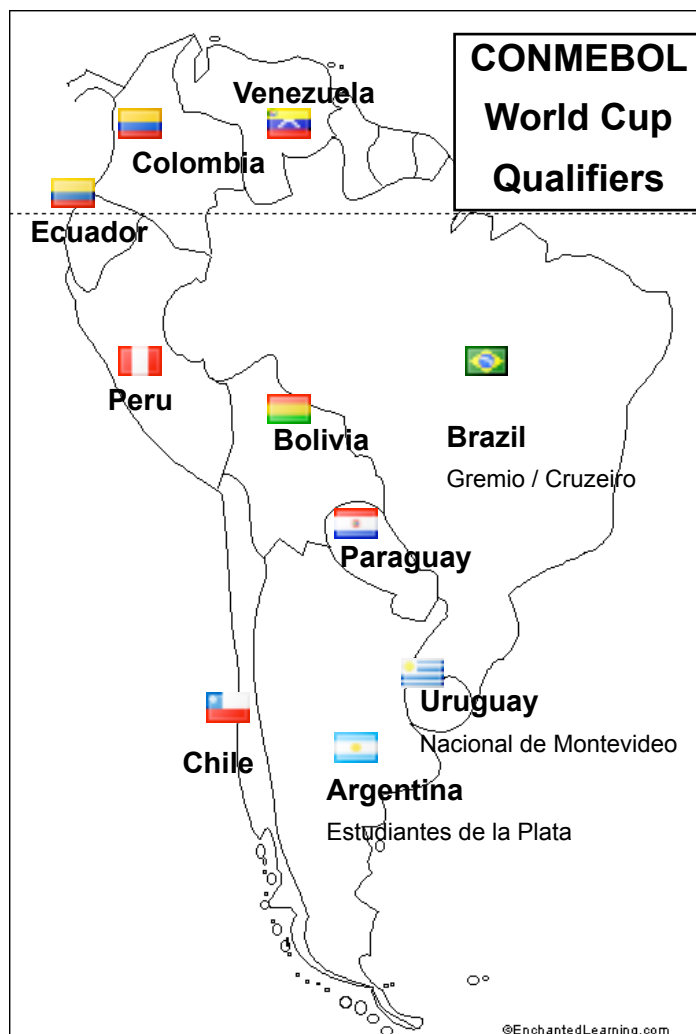 CONMEBOL
World Cup
Qualifiers
Venezuela
Colombia
Ecuador
Peru
Bolivia
Brazil
Gremio / Cruzeiro
Paraguay
Uruguay
Nacional de Montevideo
Chile
Argentina
Estudiantes de la Plata
©EnchantedLearning.com